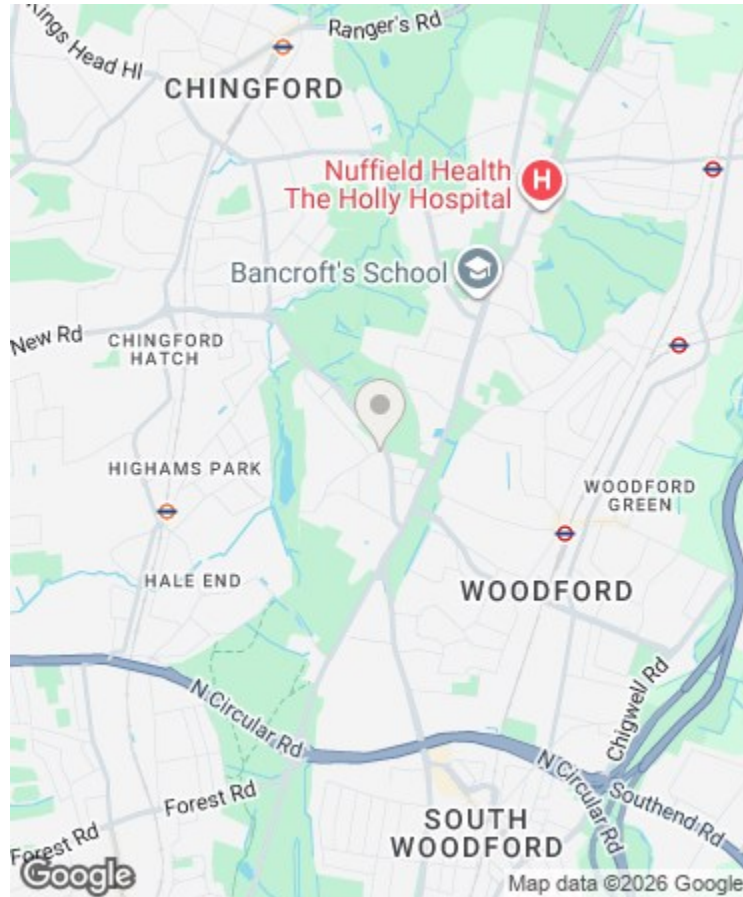 Kings Head Hl
Ranger's Rd
CHINGFORD
Nuffield Health
The Holly Hospital
H
Bancroft's School
New Rd
CHINGFORD
HATCH
HIGHAMS PARK
WOODFORD
GREEN
HALE END
WOODFORD
Chigwell Rd
N Circular Rd
N Circular Rd
Southend Rd
Forest Rd
SOUTH
WOODFORD
Forest Rd
Google
Map data ©2026 Google